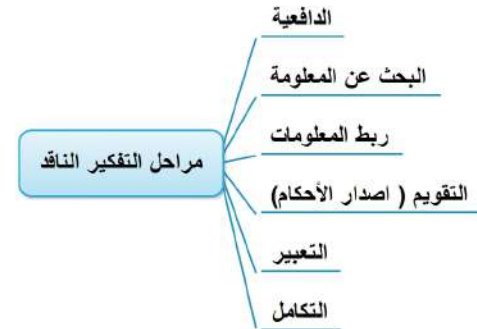 الدافعية
البحث عن المعلومة
ربط المعلومات
مراحل التفكير الناقد
التقويم ( اصدار الأحكام)
التعبير
التكامل